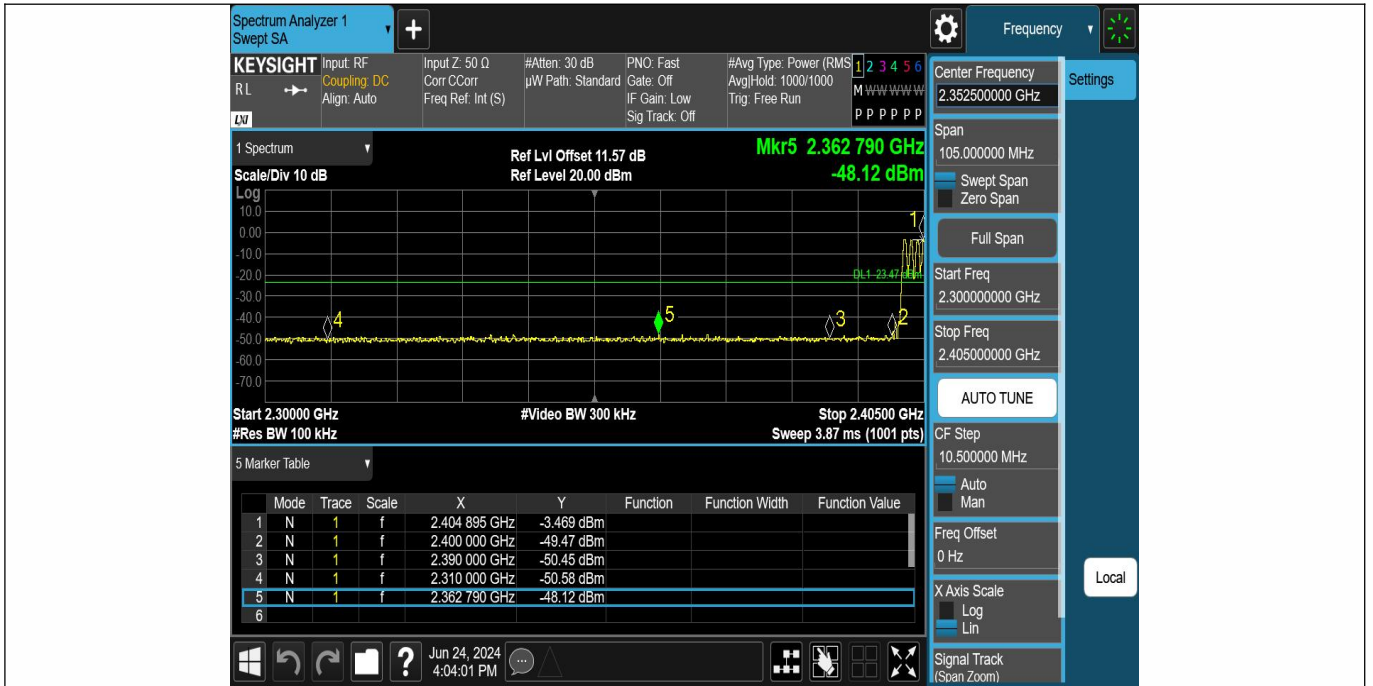 Spectrum Analyzer 1
Swept SA
+
Frequency
KEYSIGHT
R L
LXI
Input: RF
Coupling: DC
Align: Auto
Input Z: 50 Ω
Corr CCorr
Freq Ref: Int (S)
#Atten: 30 dB
µW Path: Standard
PNO: Fast
Gate: Off
IF Gain: Low
Sig Track: Off
#Avg Type: Power (RMS
Avg|Hold: 1000/1000
Trig: Free Run
1 2 3 4 5 6
M W W W W W
P P P P P P
1 Spectrum
Scale/Div 10 dB
Ref Lvl Offset 11.57 dB
Ref Level 20.00 dBm
Mkr5 2.362 790 GHz
-48.12 dBm
Log
10.0
0.00
-10.0
-20.0
-30.0
-40.0
-50.0
-60.0
-70.0
1
DL1 -23.47 dBm
4
5
3
2
Start 2.30000 GHz
#Video BW 300 kHz
Stop 2.40500 GHz
#Res BW 100 kHz
Sweep 3.87 ms (1001 pts)
5 Marker Table
Mode Trace Scale X Y Function Function Width Function Value
1 N 1 f 2.404 895 GHz -3.469 dBm
2 N 1 f 2.400 000 GHz -49.47 dBm
3 N 1 f 2.390 000 GHz -50.45 dBm
4 N 1 f 2.310 000 GHz -50.58 dBm
5 N 1 f 2.362 790 GHz -48.12 dBm
6
?
Jun 24, 2024
4:04:01 PM
Center Frequency
2.352500000 GHz
Settings
Span
105.000000 MHz
Swept Span
Zero Span
Full Span
Start Freq
2.300000000 GHz
Stop Freq
2.405000000 GHz
AUTO TUNE
CF Step
10.500000 MHz
Auto
Man
Freq Offset
0 Hz
Local
X Axis Scale
Log
Lin
Signal Track
(Span Zoom)